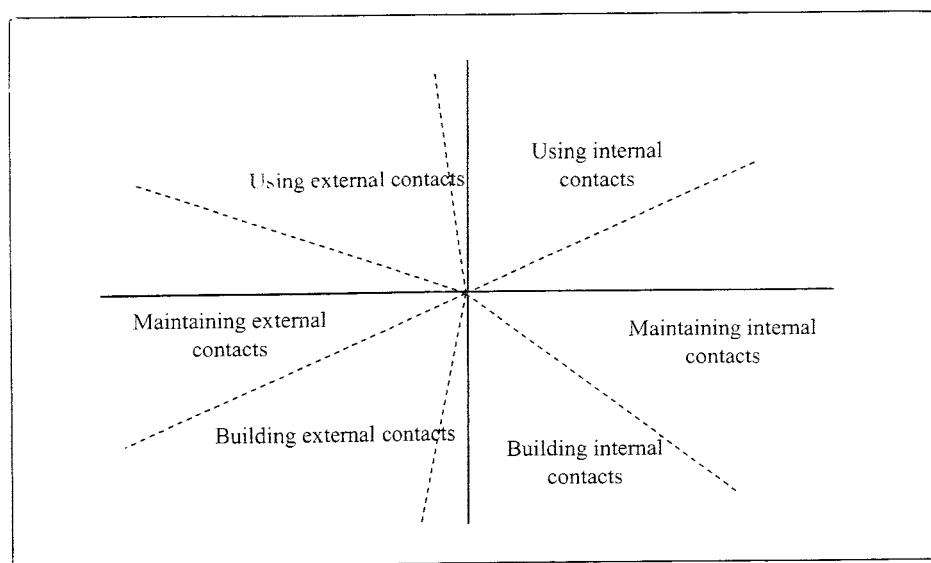 Using internal
contacts
Using external contacts
Maintaining external
contacts
Maintaining internal
contacts
Building external contacts
Building internal
contacts